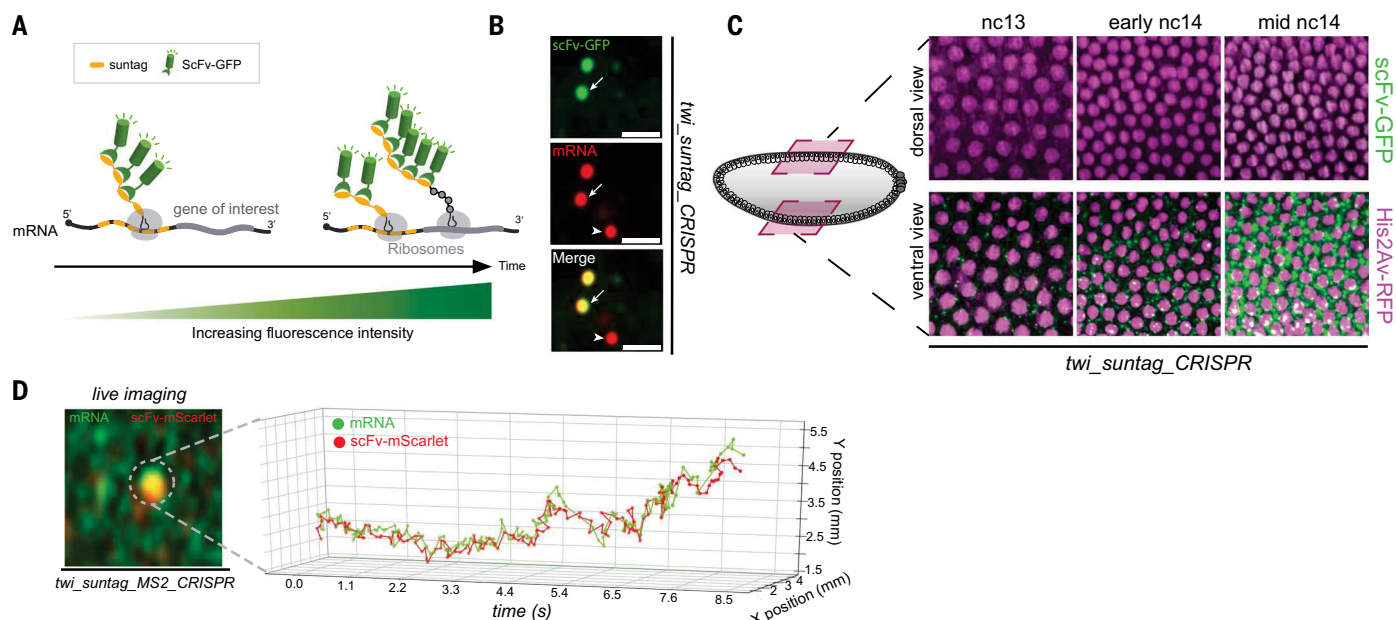 A
suntag
ScFv-GFP
5'
gene of interest
3'
mRNA
5'
3'
Ribosomes
Time
Increasing fluorescence intensity
B
scFv-GFP
mRNA
Merge
twi_suntag_CRISPR
C
nc13
early nc14
mid nc14
dorsal view
ventral view
scFv-GFP
His2Av-RFP
twi_suntag_CRISPR
D
live imaging
mRNA
scFv-mScarlet
twi_suntag_MS2_CRISPR
mRNA
scFv-mScarlet
5.5
4.5
3.5
2.5
1.5
Y position (mm)
4
3
2
X position (mm)
0.0
1.1
2.2
3.3
4.4
5.4
6.5
7.6
8.5
time (s)